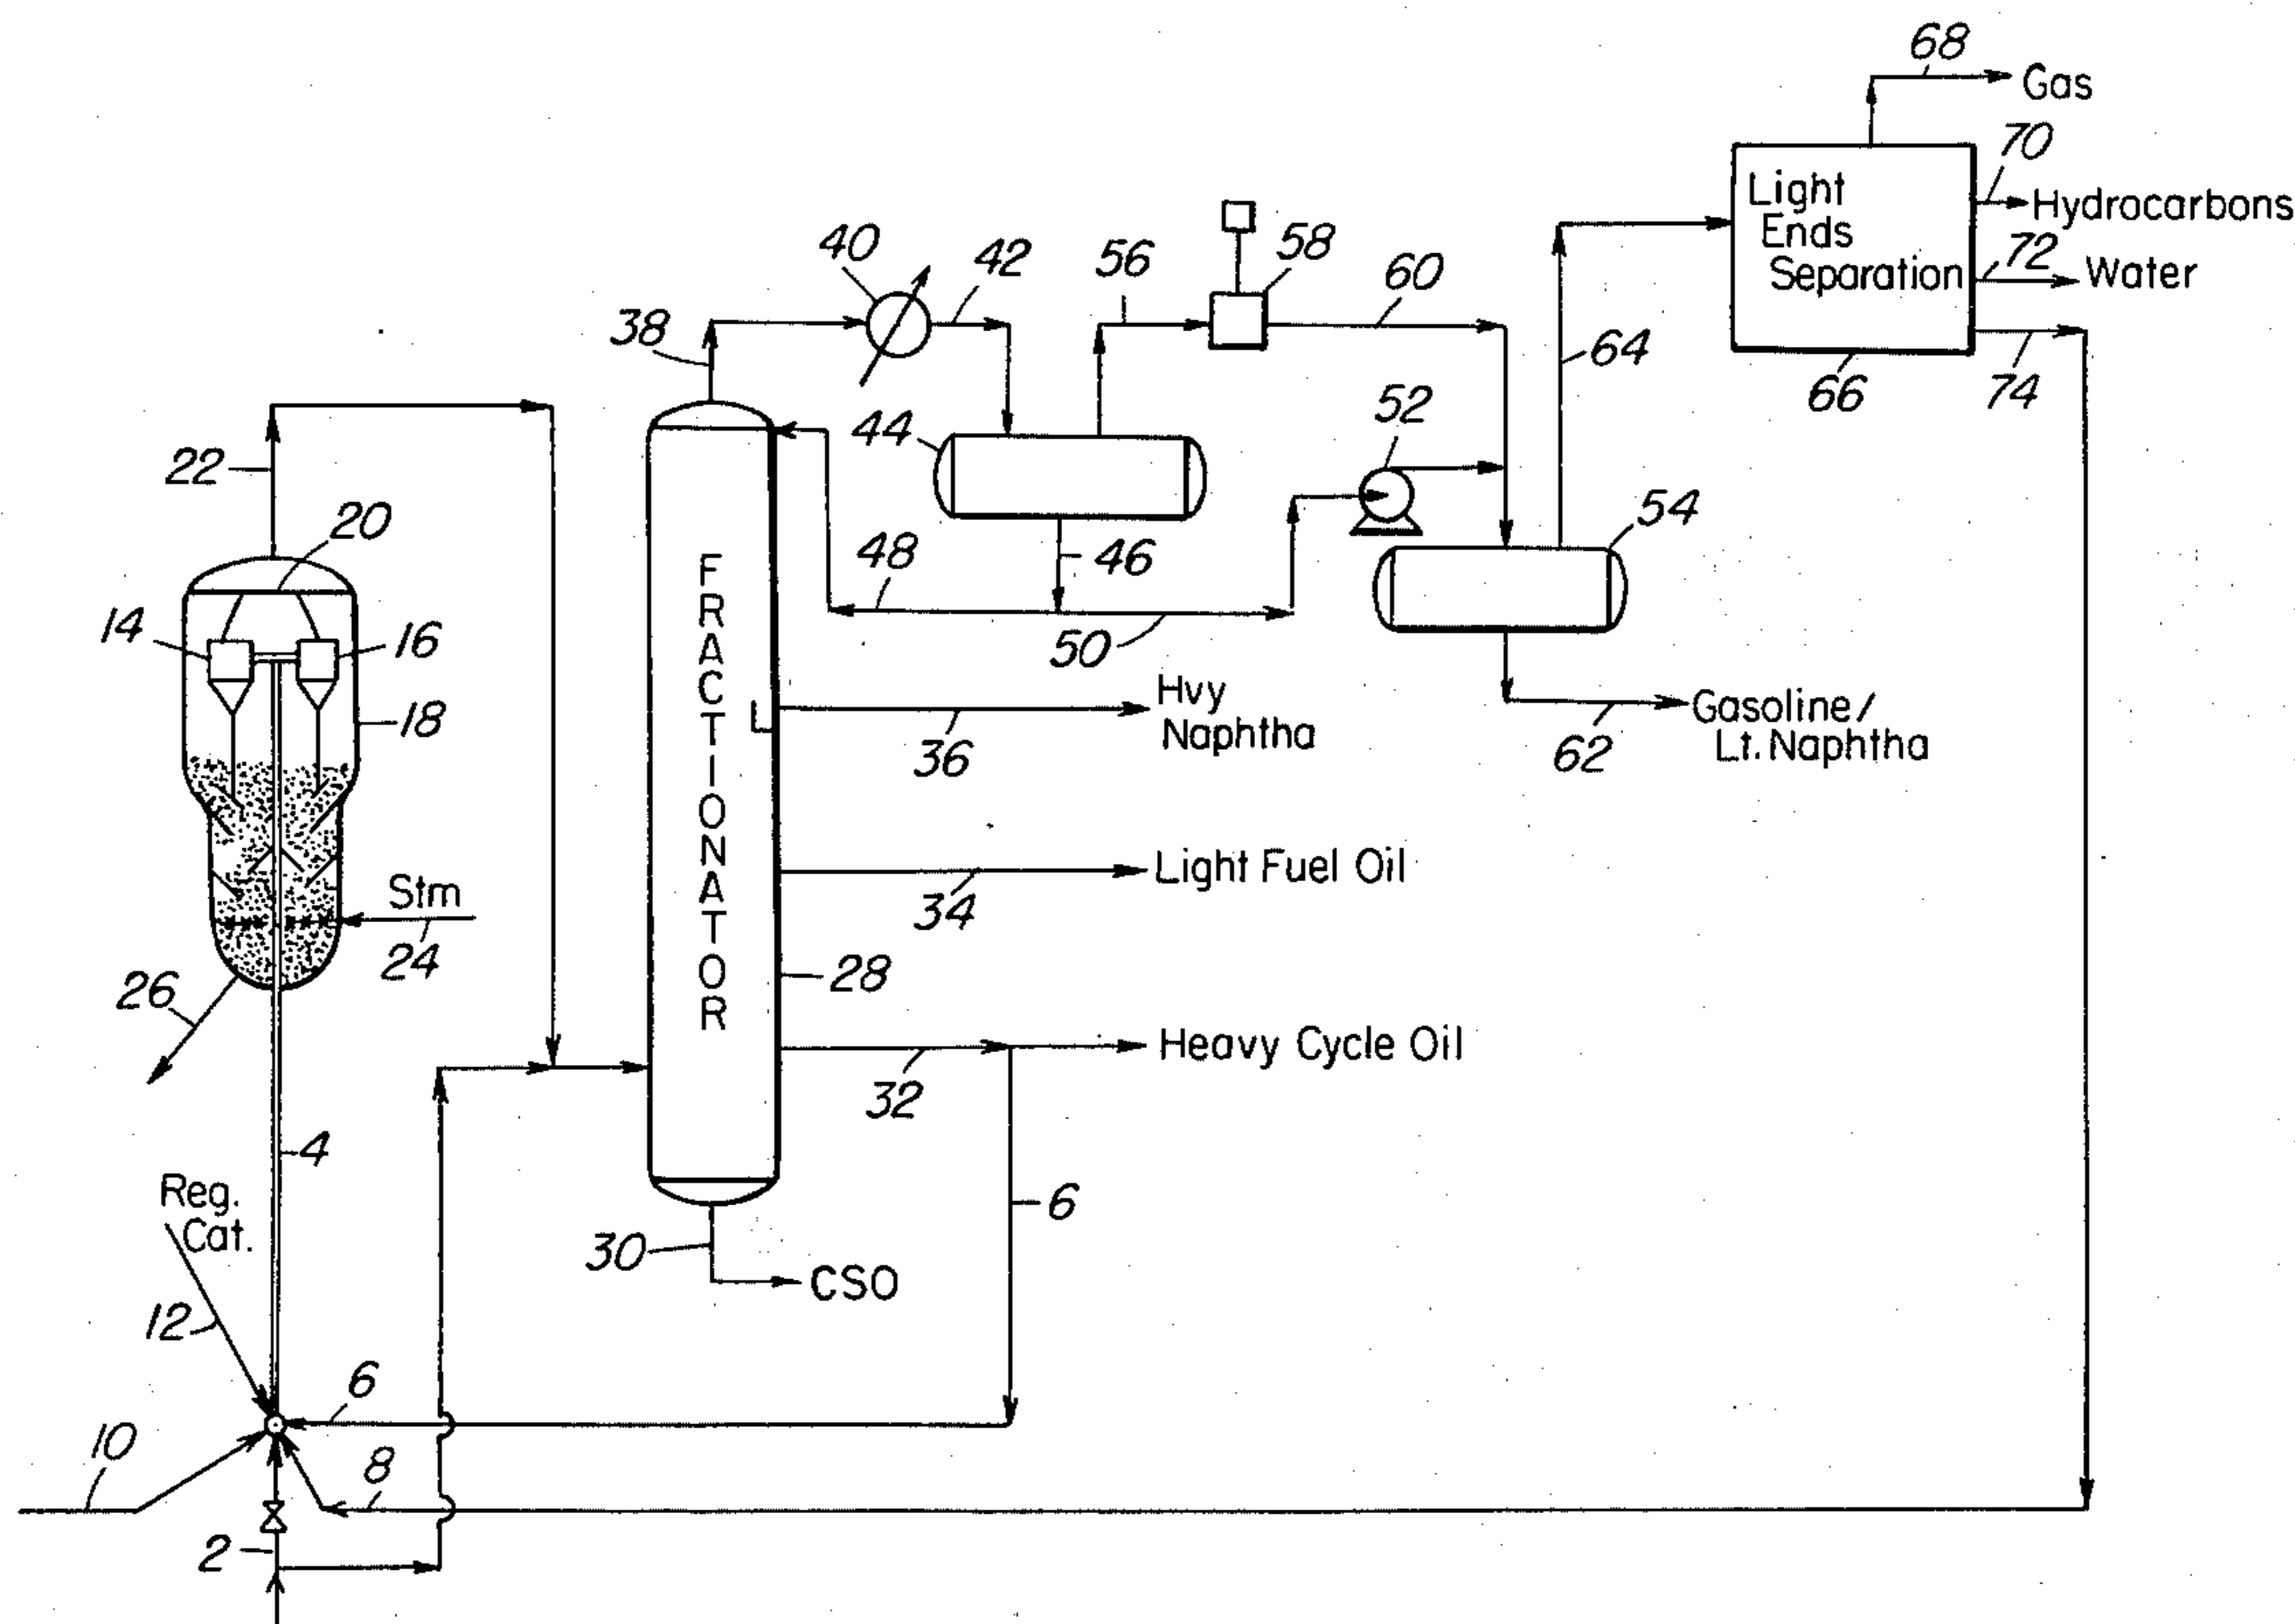 68
Gas
70
Light
Ends
Separation
Hydrocarbons
72
Water
74
66
64
40
42
56
58
60
38
44
52
54
22
20
48
46
50
14
16
18
FRACTIONATOR
Hvy
Naphtha
36
Gasoline/
Lt. Naphtha
62
Light Fuel Oil
34
Stm
24
26
28
Heavy Cycle Oil
32
4
6
Reg.
Cat.
30
CSO
12
6
10
8
2